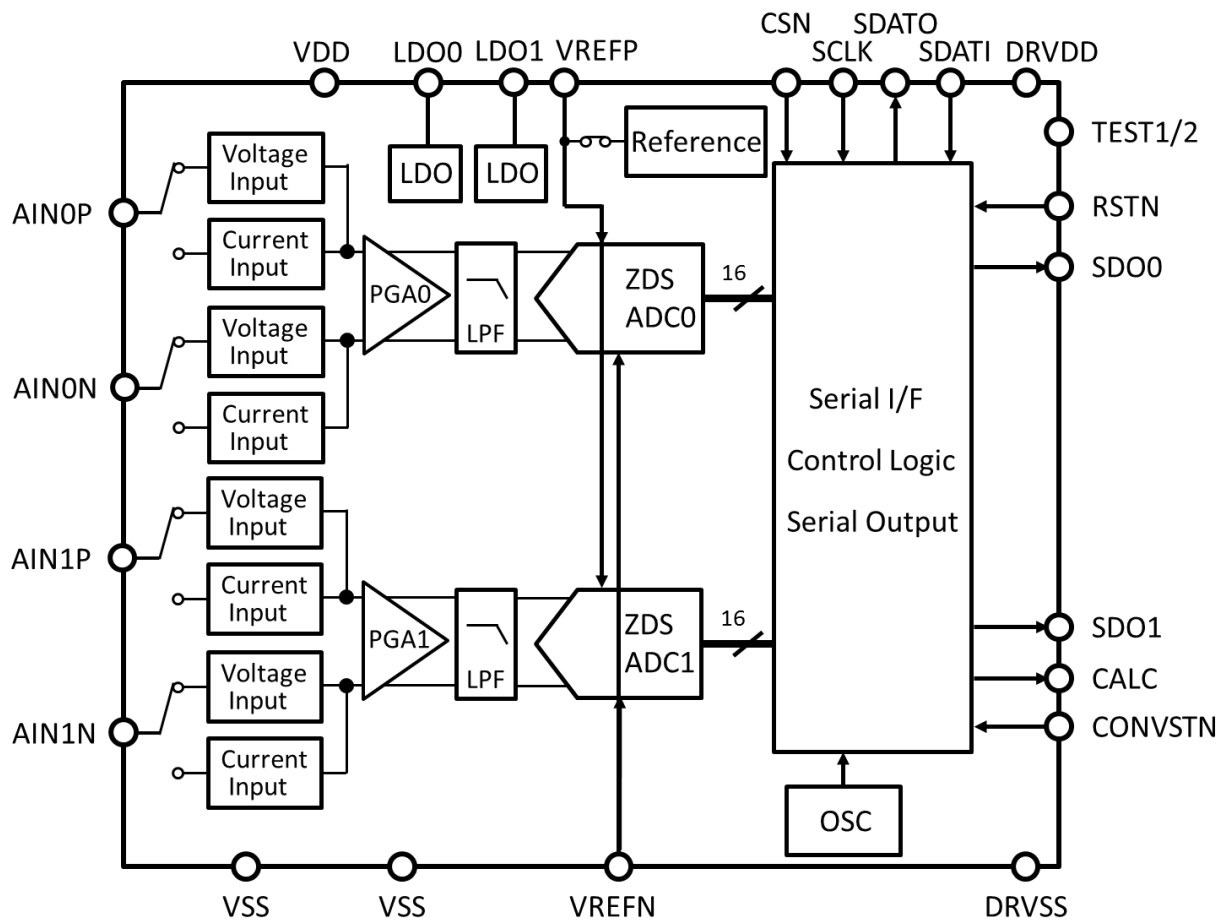 CSN
SDATO
VDD
LDO0
LDO1
VREFP
SCLK
SDATI
DRVDD
TEST1/2
Voltage
Input
LDO
LDO
Reference
AIN0P
RSTN
Current
Input
SDO0
PGA0
LPF
ZDS
ADC0
16
Voltage
Input
AIN0N
Current
Input
Serial I/F
Control Logic
Serial Output
Voltage
Input
AIN1P
Current
Input
PGA1
LPF
ZDS
ADC1
16
SDO1
Voltage
Input
CALC
AIN1N
CONVSTN
Current
Input
OSC
VSS
VSS
VREFN
DRVSS